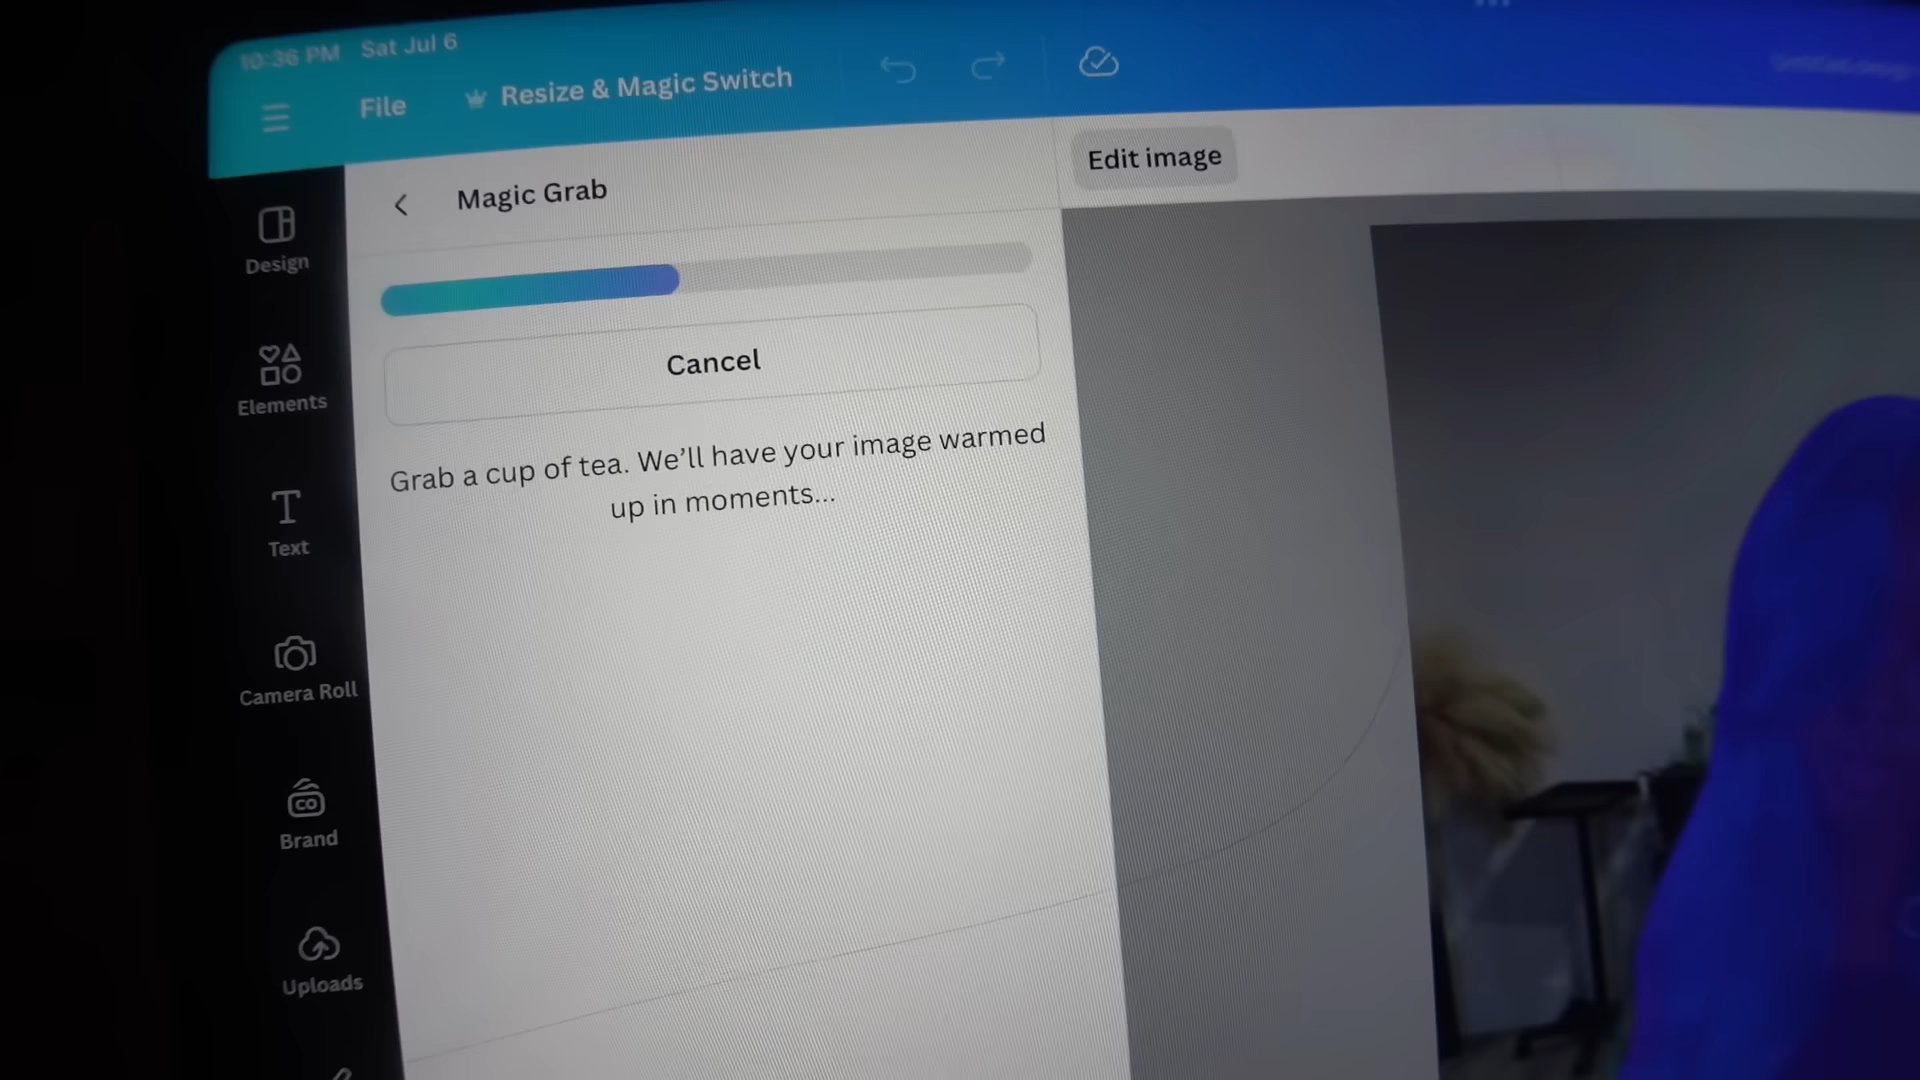 10:36 PM Sat Jul 6
File
Resize & Magic Switch
Magic Grab
Edit image
Design
Elements
Text
Camera Roll
Brand
Uploads
Cancel
Grab a cup of tea. We'll have your image warmed
up in moments...
CO